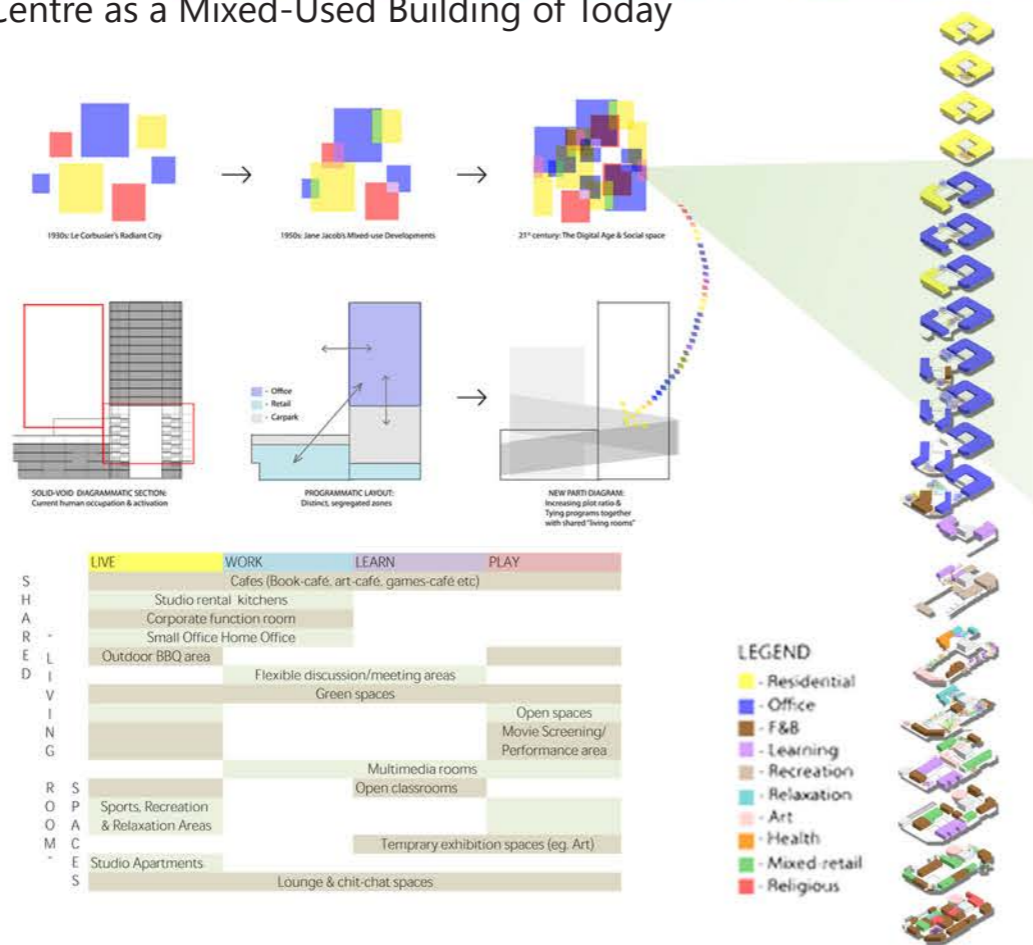 Centre as a Mixed-Used Building of Today
1930s: Le Corbusier's Radiant City
1950s: Jane Jacob's Mixed-use Developments
21st century: The Digital Age & Social space
- Office
- Retail
- Carpark
SOLID-VOID DIAGRAMMATIC SECTION:
Current human occupation & activation
PROGRAMMATIC LAYOUT:
Distinct, segregated zones
NEW PARTI DIAGRAM:
Increasing plot ratio &
Tying programs together
with shared "living rooms"
SHARED
"LIVING ROOM"
SPACES
LIVE WORK LEARN PLAY
Cafes (Book-café, art-café, games-café etc)
Studio rental kitchens
Corporate function room
Small Office Home Office
Outdoor BBQ area
Flexible discussion/meeting areas
Green spaces
Open spaces
Movie Screening/
Performance area
Multimedia rooms
Open classrooms
Sports, Recreation
& Relaxation Areas
Temprary exhibition spaces (eg. Art)
Studio Apartments
Lounge & chit-chat spaces
LEGEND
- Residential
- Office
- F&B
- Learning
- Recreation
- Relaxation
- Art
- Health
- Mixed-retail
- Religious